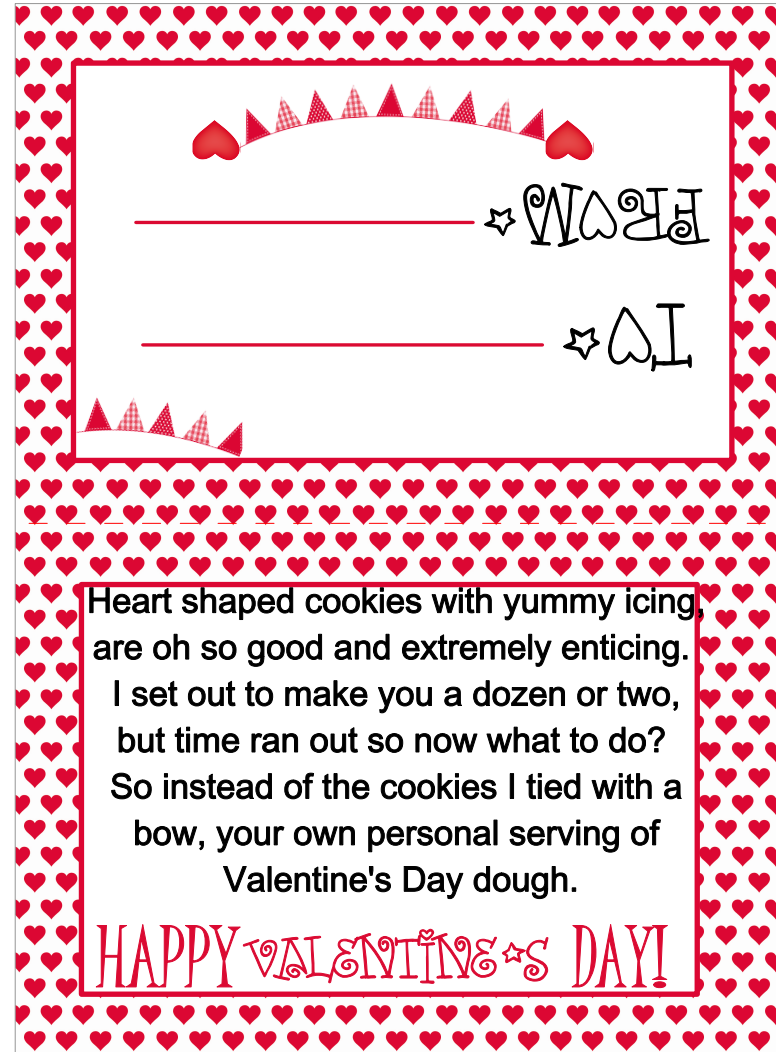 FROM
TO
Heart shaped cookies with yummy icing,
are oh so good and extremely enticing.
I set out to make you a dozen or two,
but time ran out so now what to do?
So instead of the cookies I tied with a
bow, your own personal serving of
Valentine's Day dough.
HAPPY VALENTINE'S DAY!